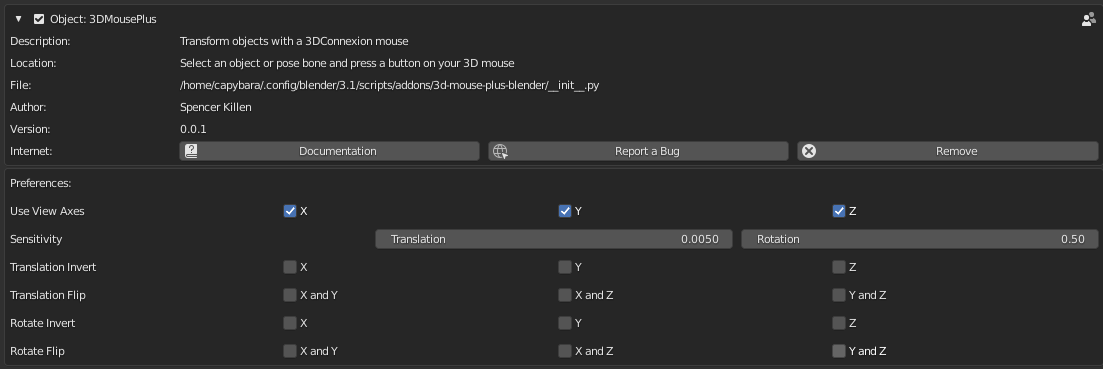 Object: 3DMousePlus
Description: Transform objects with a 3DConnexion mouse
Location: Select an object or pose bone and press a button on your 3D mouse
File: /home/capybara/.config/blender/3.1/scripts/addons/3d-mouse-plus-blender/__init__.py
Author: Spencer Killen
Version: 0.0.1
Internet: Documentation Report a Bug Remove
Preferences:
Use View Axes X Y Z
Sensitivity Translation 0.0050 Rotation 0.50
Translation Invert X Y Z
Translation Flip X and Y X and Z Y and Z
Rotate Invert X Y Z
Rotate Flip X and Y X and Z Y and Z